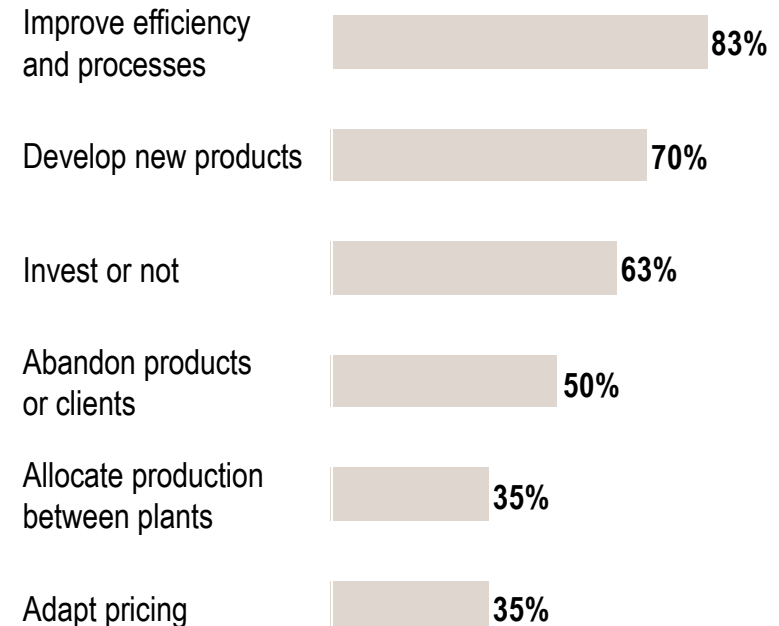 Improve efficiency
and processes
83%
Develop new products
70%
Invest or not
63%
Abandon products
or clients
50%
Allocate production
between plants
35%
Adapt pricing
35%